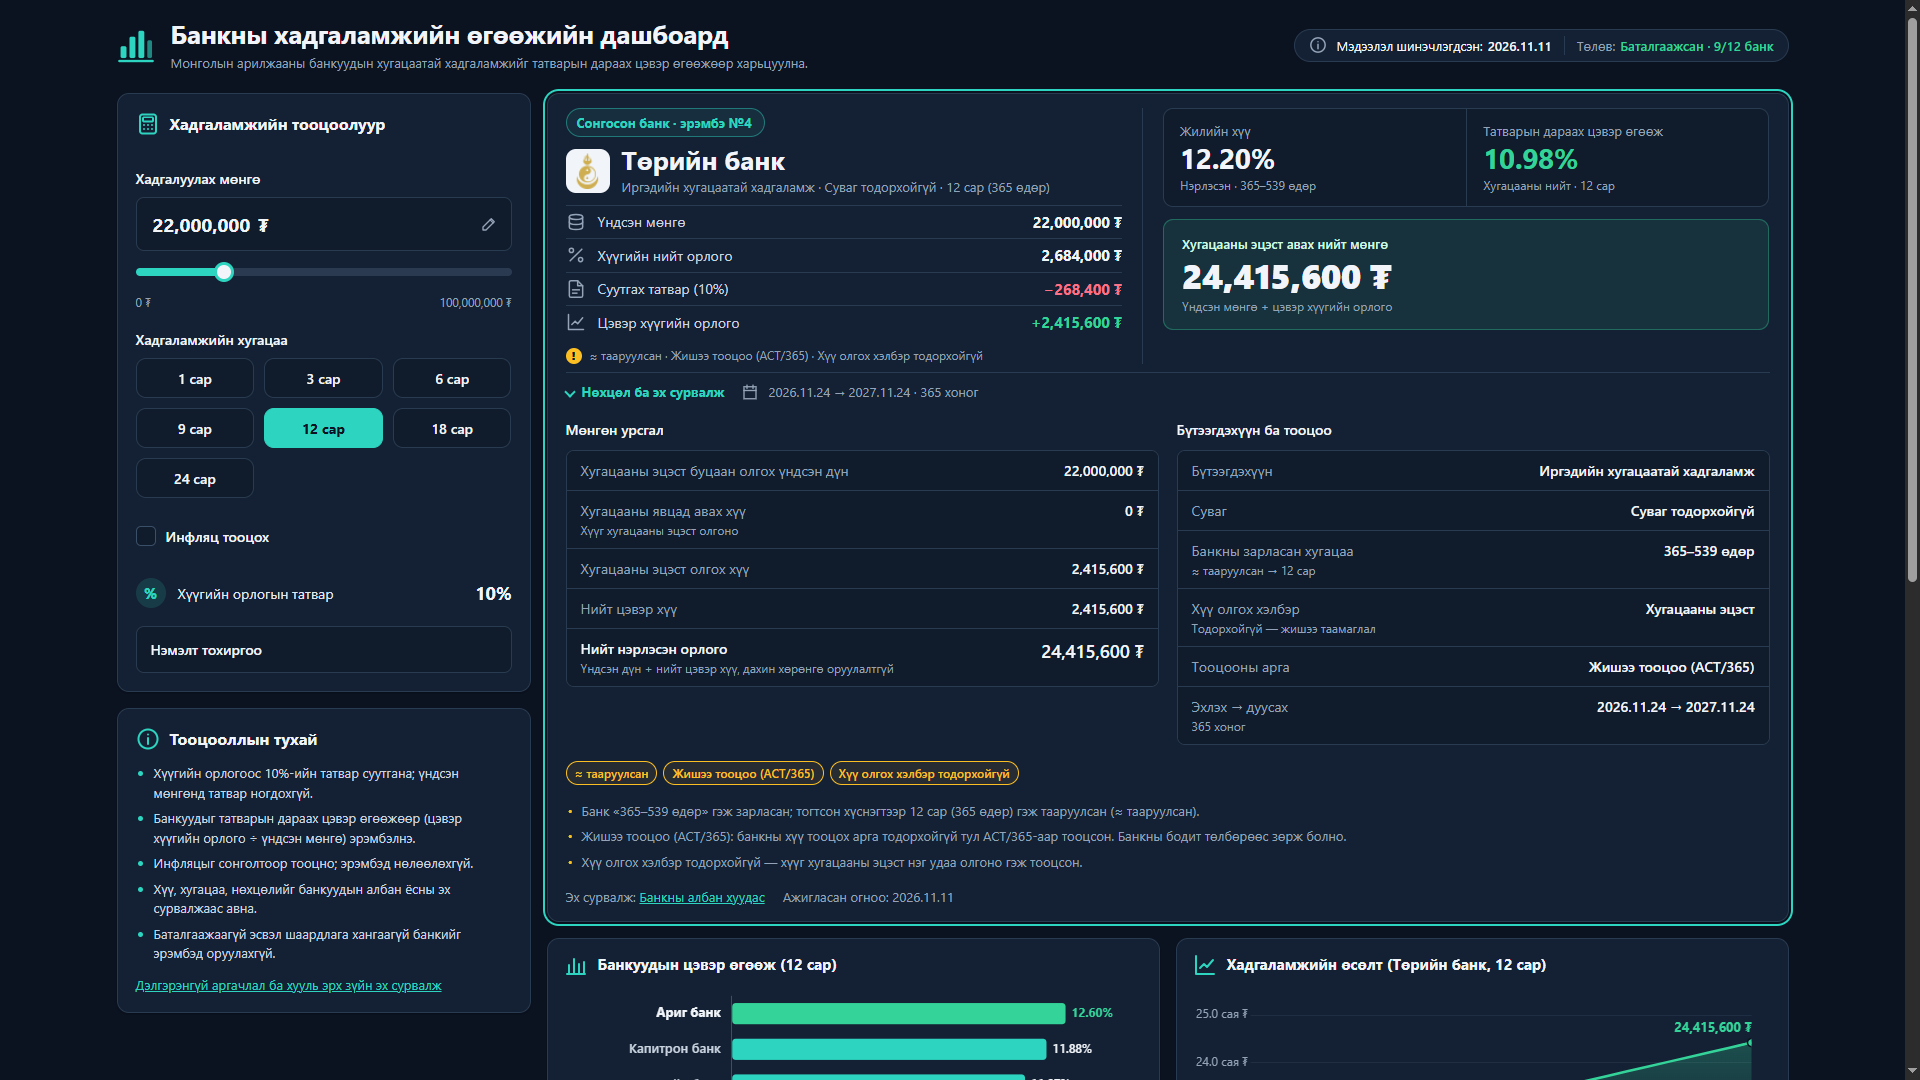 Банкны хадгаламжийн өгөөжийн дашбоард
Монголын арилжааны банкуудын хугацаатай хадгаламжийг татварын дараах цэвэр өгөөжөөр харьцуулна.
Мэдээлэл шинэчлэгдсэн: 2026.11.11
Төлөв: Баталгаажсан · 9/12 банк
Хадгаламжийн тооцоолуур
Хадгалуулах мөнгө
22,000,000 ₮
0 ₮
100,000,000 ₮
Хадгаламжийн хугацаа
1 сар
3 сар
6 сар
9 сар
12 сар
18 сар
24 сар
Инфляц тооцох
% Хүүгийн орлогын татвар
10%
Нэмэлт тохиргоо
Тооцооллын тухай
• Хүүгийн орлогоос 10%-ийн татвар суутгана; үндсэн
мөнгөнд татвар ногдохгүй.
• Банкуудыг татварын дараах цэвэр өгөөжөөр (цэвэр
хүүгийн орлого ÷ үндсэн мөнгө) эрэмбэлнэ.
• Инфляцыг сонголтоор тооцно; эрэмбэд нөлөөлөхгүй.
• Хүү, хугацаа, нөхцөлийг банкуудын албан ёсны эх
сурвалжаас авна.
• Баталгаажаагүй эсвэл шаардлага хангаагүй банкийг
эрэмбэд оруулахгүй.
Дэлгэрэнгүй аргачлал ба хууль эрх зүйн эх сурвалж
Сонгосон банк · эрэмбэ №4
Төрийн банк
Иргэдийн хугацаатай хадгаламж · Суваг тодорхойгүй · 12 сар (365 өдөр)
Үндсэн мөнгө
22,000,000 ₮
Хүүгийн нийт орлого
2,684,000 ₮
Суутгах татвар (10%)
−268,400 ₮
Цэвэр хүүгийн орлого
+2,415,600 ₮
≈ тааруулсан · Жишээ тооцоо (ACT/365) · Хүү олгох хэлбэр тодорхойгүй
Жилийн хүү
12.20%
Нэрлэсэн · 365–539 өдөр
Татварын дараах цэвэр өгөөж
10.98%
Хугацааны нийт · 12 сар
Хугацааны эцэст авах нийт мөнгө
24,415,600 ₮
Үндсэн мөнгө + цэвэр хүүгийн орлого
Нөхцөл ба эх сурвалж
2026.11.24 → 2027.11.24 · 365 хоног
Мөнгөн урсгал
Хугацааны эцэст буцаан олгох үндсэн дүн
22,000,000 ₮
Хугацааны явцад авах хүү
0 ₮
Хүүг хугацааны эцэст олгоно
Хугацааны эцэст олгох хүү
2,415,600 ₮
Нийт цэвэр хүү
2,415,600 ₮
Нийт нэрлэсэн орлого
24,415,600 ₮
Үндсэн дүн + нийт цэвэр хүү, дахин хөрөнгө оруулалтгүй
Бүтээгдэхүүн ба тооцоо
Бүтээгдэхүүн
Иргэдийн хугацаатай хадгаламж
Суваг
Суваг тодорхойгүй
Банкны зарласан хугацаа
365–539 өдөр
≈ тааруулсан → 12 сар
Хүү олгох хэлбэр
Хугацааны эцэст
Тодорхойгүй — жишээ таамаглал
Тооцооны арга
Жишээ тооцоо (ACT/365)
Эхлэх → дуусах
2026.11.24 → 2027.11.24
365 хоног
≈ тааруулсан
Жишээ тооцоо (ACT/365)
Хүү олгох хэлбэр тодорхойгүй
• Банк «365–539 өдөр» гэж зарласан; тогтсон хүснэгтээр 12 сар (365 өдөр) гэж тааруулсан (≈ тааруулсан).
• Жишээ тооцоо (ACT/365): банкны хүү тооцох арга тодорхойгүй тул ACT/365-аар тооцсон. Банкны бодит төлбөрөөс зөрж болно.
• Хүү олгох хэлбэр тодорхойгүй — хүүг хугацааны эцэст нэг удаа олгоно гэж тооцсон.
Эх сурвалж: Банкны албан хуудас
Ажигласан огноо: 2026.11.11
Банкуудын цэвэр өгөөж (12 сар)
Ариг банк
12.60%
Капитрон банк
11.88%
Хадгаламжийн өсөлт (Төрийн банк, 12 сар)
25.0 сая ₮
24,415,600 ₮
24.0 сая ₮